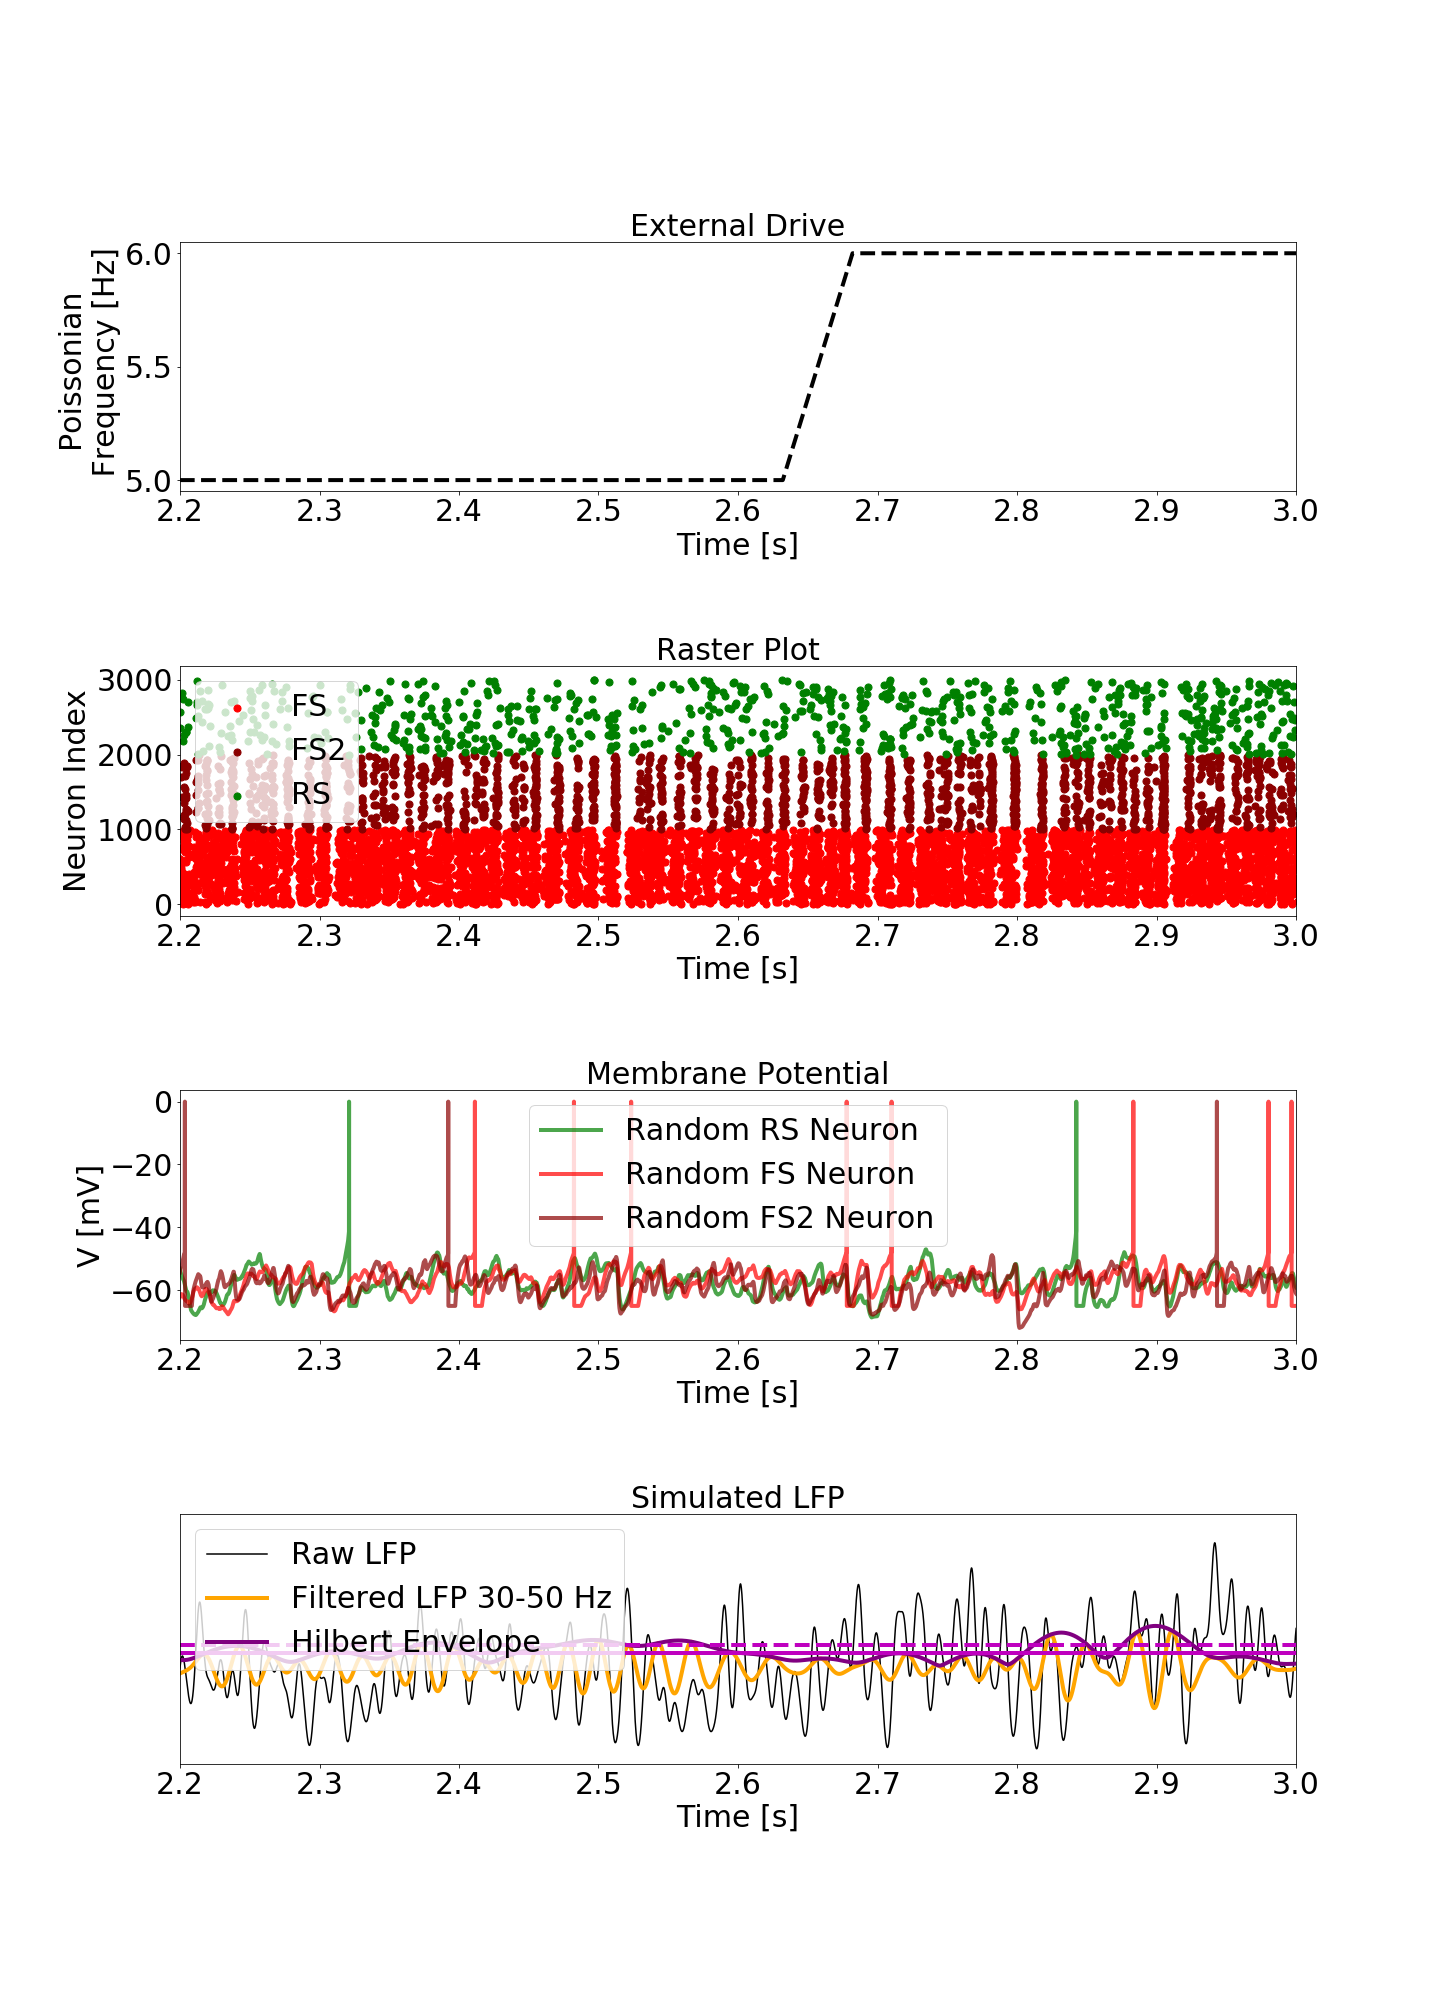 External Drive
Poissonian
Frequency [Hz]
6.0
5.5
5.0
2.2 2.3 2.4 2.5 2.6 2.7 2.8 2.9 3.0
Time [s]
Raster Plot
Neuron Index
3000
2000
1000
0
FS
FS2
RS
2.2 2.3 2.4 2.5 2.6 2.7 2.8 2.9 3.0
Time [s]
Membrane Potential
V [mV]
0
−20
−40
−60
Random RS Neuron
Random FS Neuron
Random FS2 Neuron
2.2 2.3 2.4 2.5 2.6 2.7 2.8 2.9 3.0
Time [s]
Simulated LFP
Raw LFP
Filtered LFP 30-50 Hz
Hilbert Envelope
2.2 2.3 2.4 2.5 2.6 2.7 2.8 2.9 3.0
Time [s]